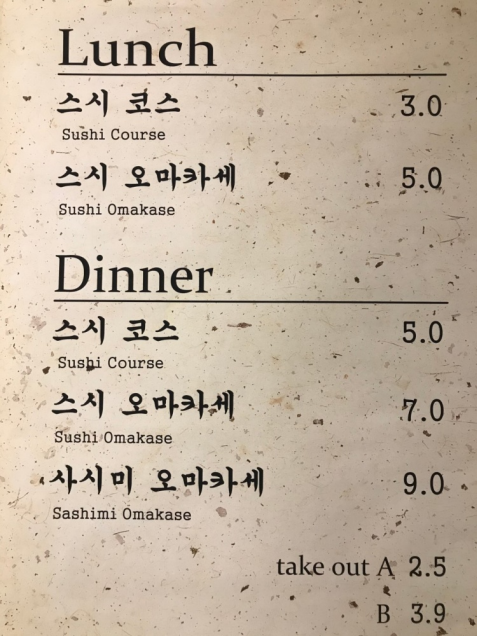 Lunch
스시 코스 3.0
Sushi Course
스시 오마카세 5.0
Sushi Omakase
Dinner
스시 코스 5.0
Sushi Course
스시 오마카세 7.0
Sushi Omakase
사시미 오마카세 9.0
Sashimi Omakase
take out A 2.5
B 3.9